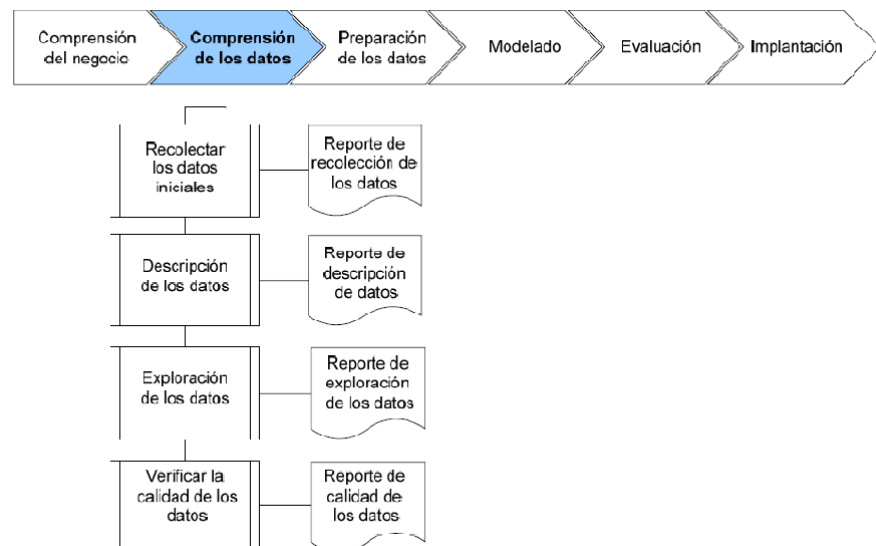 Comprensión
del negocio
Comprensión
de los datos
Preparación
de los datos
Modelado
Evaluación
Implantación
Recolectar
los datos
iniciales
Reporte de
recolección de
los datos
Descripción
de los datos
Reporte de
descripción
de datos
Exploración
de los datos
Reporte de
exploración
de los datos
Verificar la
calidad de los
datos
Reporte de
calidad de
los datos